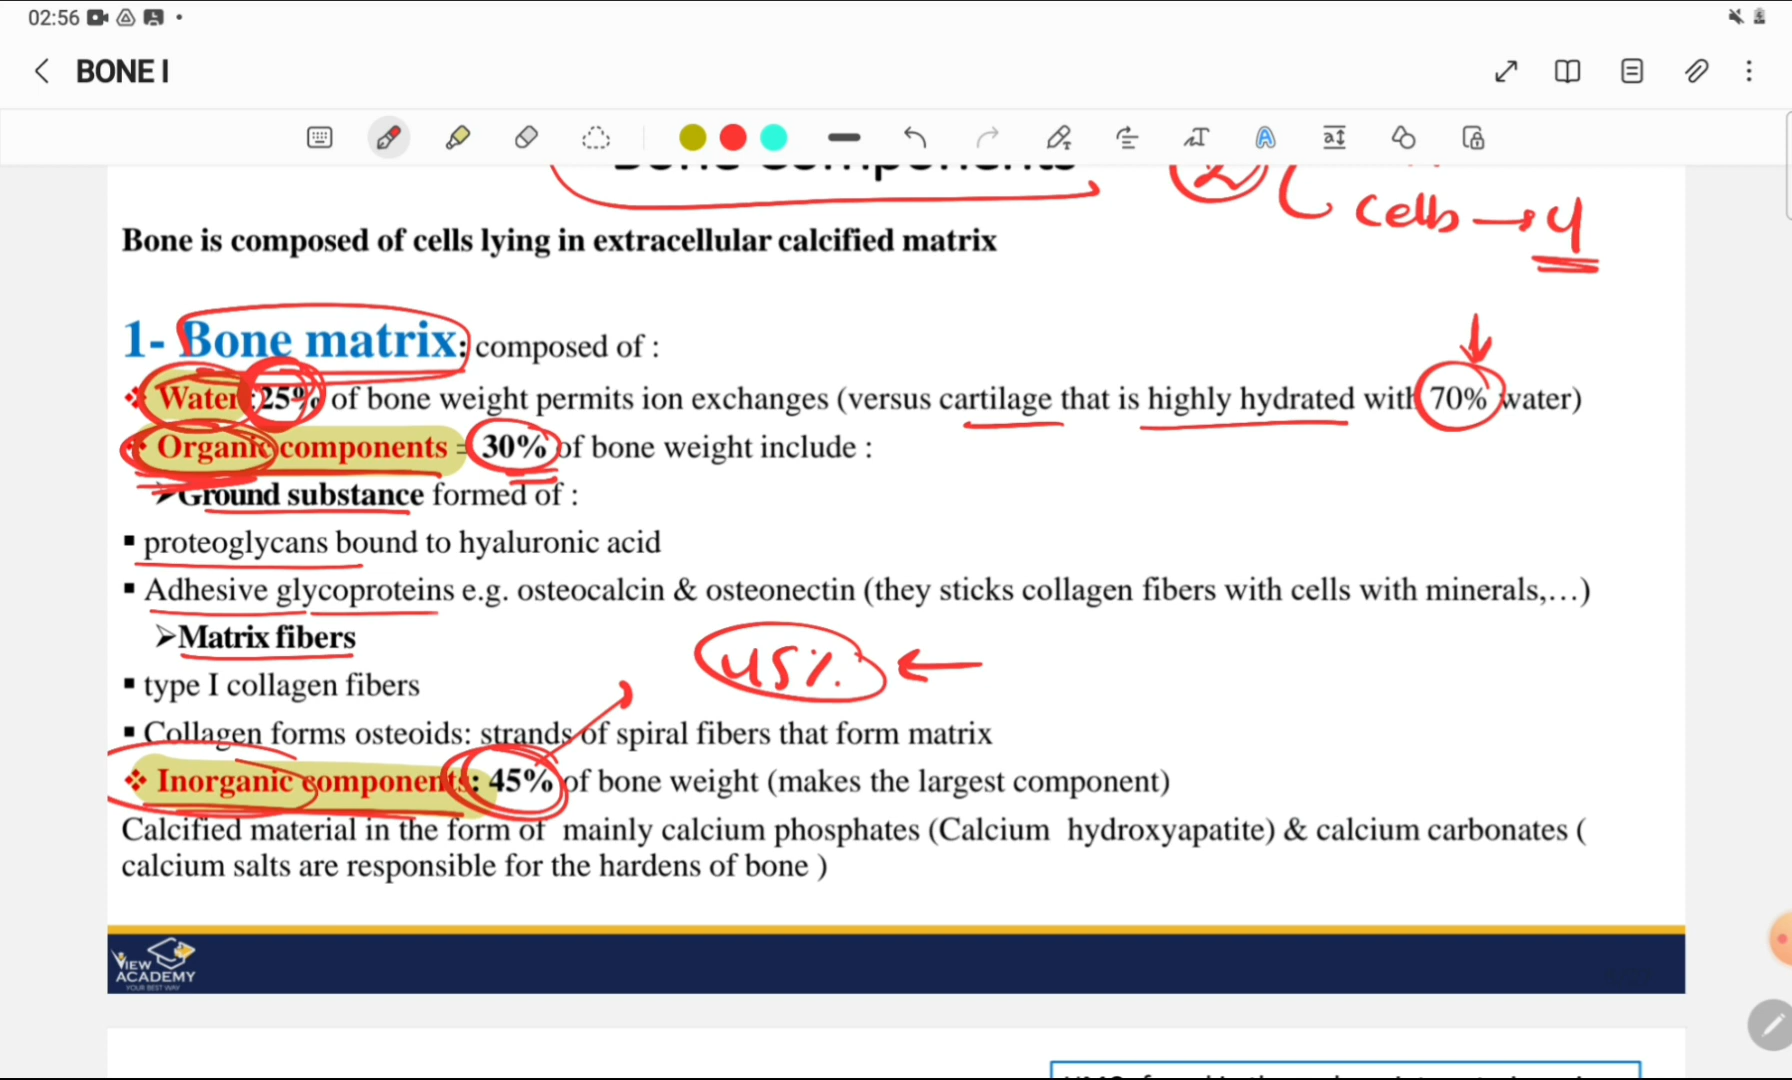 02:56
BONE I
Bone Components
cells → 4
Bone is composed of cells lying in extracellular calcified matrix
1- Bone matrix: composed of :
❖ Water :25% of bone weight permits ion exchanges (versus cartilage that is highly hydrated with 70% water)
❖ Organic components = 30% of bone weight include :
➢Ground substance formed of :
▪ proteoglycans bound to hyaluronic acid
▪ Adhesive glycoproteins e.g. osteocalcin & osteonectin (they sticks collagen fibers with cells with minerals,…)
➢Matrix fibers
45% ←
▪ type I collagen fibers
▪ Collagen forms osteoids: strands of spiral fibers that form matrix
❖ Inorganic components: 45% of bone weight (makes the largest component)
Calcified material in the form of mainly calcium phosphates (Calcium hydroxyapatite) & calcium carbonates (
calcium salts are responsible for the hardens of bone )
VIEW
ACADEMY
YOUR BEST WAY